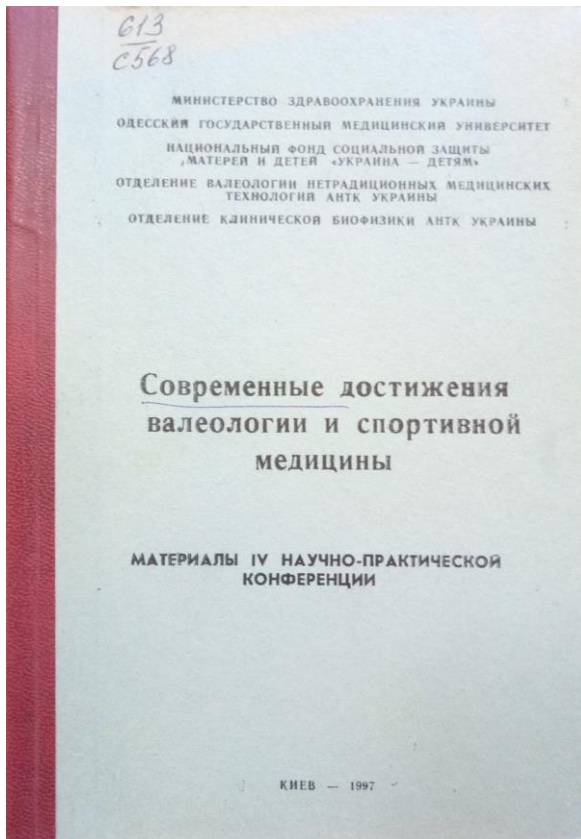 613
С568
МИНИСТЕРСТВО ЗДРАВООХРАНЕНИЯ УКРАИНЫ
ОДЕССКИЙ ГОСУДАРСТВЕННЫЙ МЕДИЦИНСКИЙ УНИВЕРСИТЕТ
НАЦИОНАЛЬНЫЙ ФОНД СОЦИАЛЬНОЙ ЗАЩИТЫ
МАТЕРЕЙ И ДЕТЕЙ «УКРАИНА — ДЕТЯМ»
ОТДЕЛЕНИЕ ВАЛЕОЛОГИИ НЕТРАДИЦИОННЫХ МЕДИЦИНСКИХ
ТЕХНОЛОГИЙ АНТК УКРАИНЫ
ОТДЕЛЕНИЕ КЛИНИЧЕСКОЙ БИОФИЗИКИ АНТК УКРАИНЫ
Современные достижения
валеологии и спортивной
медицины
МАТЕРИАЛЫ IV НАУЧНО-ПРАКТИЧЕСКОЙ
КОНФЕРЕНЦИИ
КИЕВ — 1997